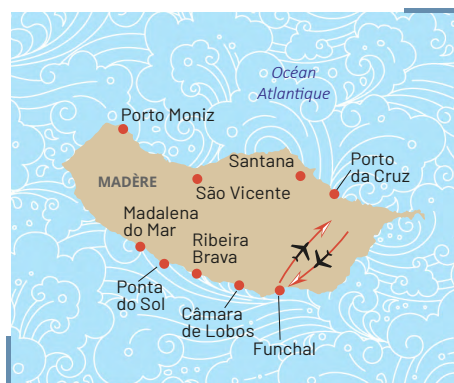 Océan
Atlantique
Porto Moniz
Santana
Porto
da Cruz
MADÈRE
São Vicente
Madalena
do Mar
Ribeira
Brava
Ponta
do Sol
Câmara
de Lobos
Funchal